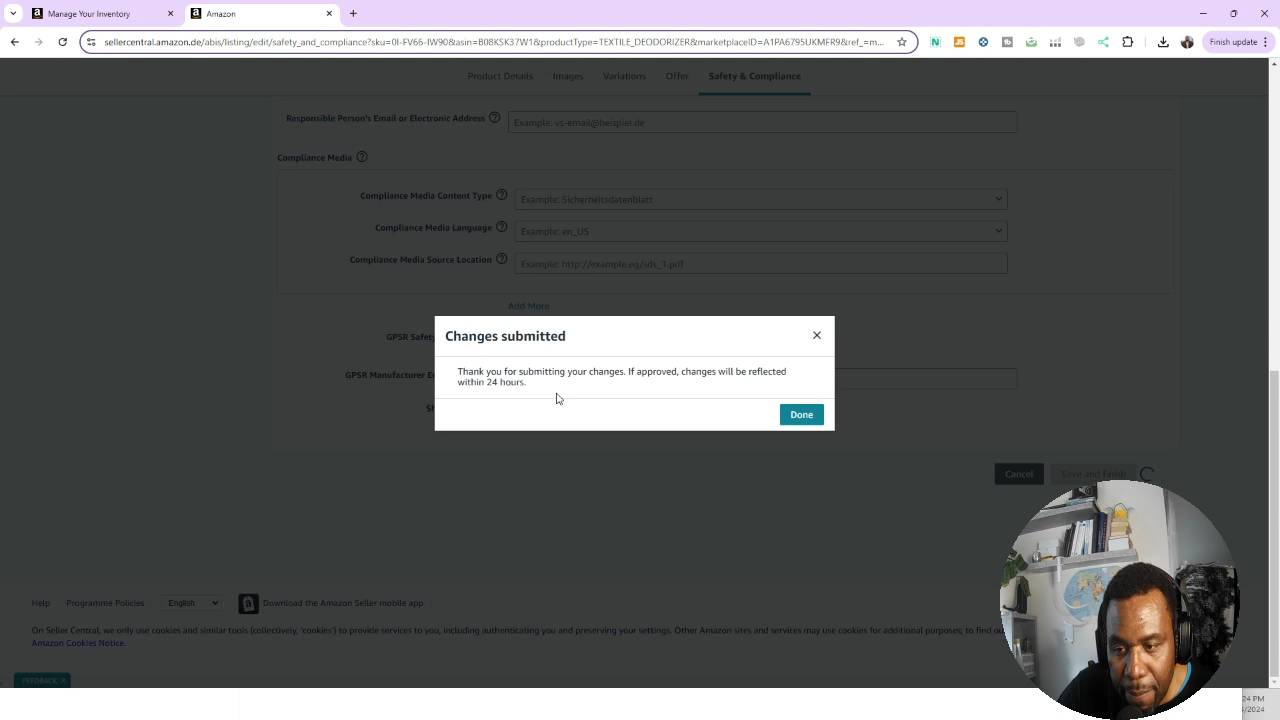 Manage Your Inventory
Amazon
sellercentral.amazon.de/abis/listing/edit/safety_and_compliance?sku=0I-FV66-IW90&asin=B08KSK37W1&productType=TEXTILE_DEODORIZER&marketplaceID=A1PA6795UKMFR9&ref_=m...
Finish update
Product Details Images Variations Offer Safety & Compliance
Responsible Person's Email or Electronic Address
Example: vs-email@beispiel.de
Compliance Media
Compliance Media Content Type
Example: Sicherheitsdatenblatt
Compliance Media Language
Example: en_US
Compliance Media Source Location
Example: http://example.eg/sds_1.pdf
Add More
Changes submitted
GPSR Safety
Thank you for submitting your changes. If approved, changes will be reflected
within 24 hours.
GPSR Manufacturer
Done
Cancel Save and finish
Help Programme Policies English Download the Amazon Seller mobile app
On Seller Central, we only use cookies and similar tools (collectively, 'cookies') to provide services to you, including authenticating you and preserving your settings. Other Amazon sites and services may use cookies for additional purposes; to find
Amazon Cookies Notice.
FEEDBACK X